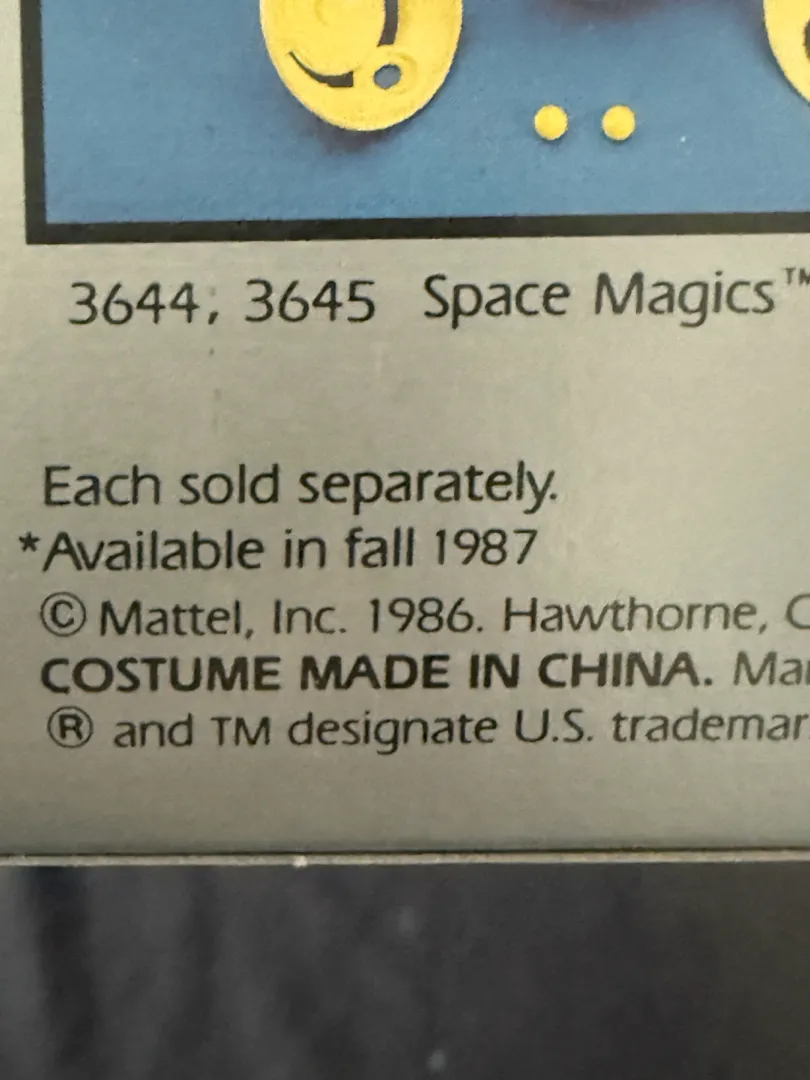 3644, 3645 Space Magics™
Each sold separately.
*Available in fall 1987
© Mattel, Inc. 1986. Hawthorne,
COSTUME MADE IN CHINA.
® and TM designate U.S.